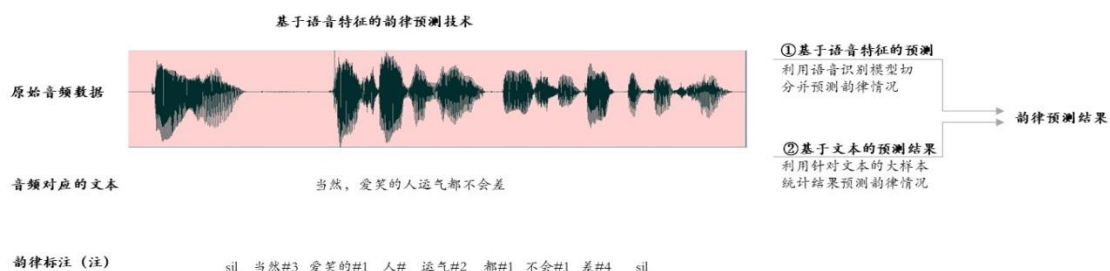 基于语音特征的韵律预测技术
原始音频数据
①基于语音特征的预测
利用语音识别模型切
分并预测韵律情况
韵律预测结果
②基于文本的预测结果
利用针对文本的大样本
统计结果预测韵律情况
音频对应的文本
当然，爱笑的人运气都不会差
韵律标注（注）
sil 当然#3 爱笑的#1 人# 运气#2 都#1 不会#1 差#4 sil